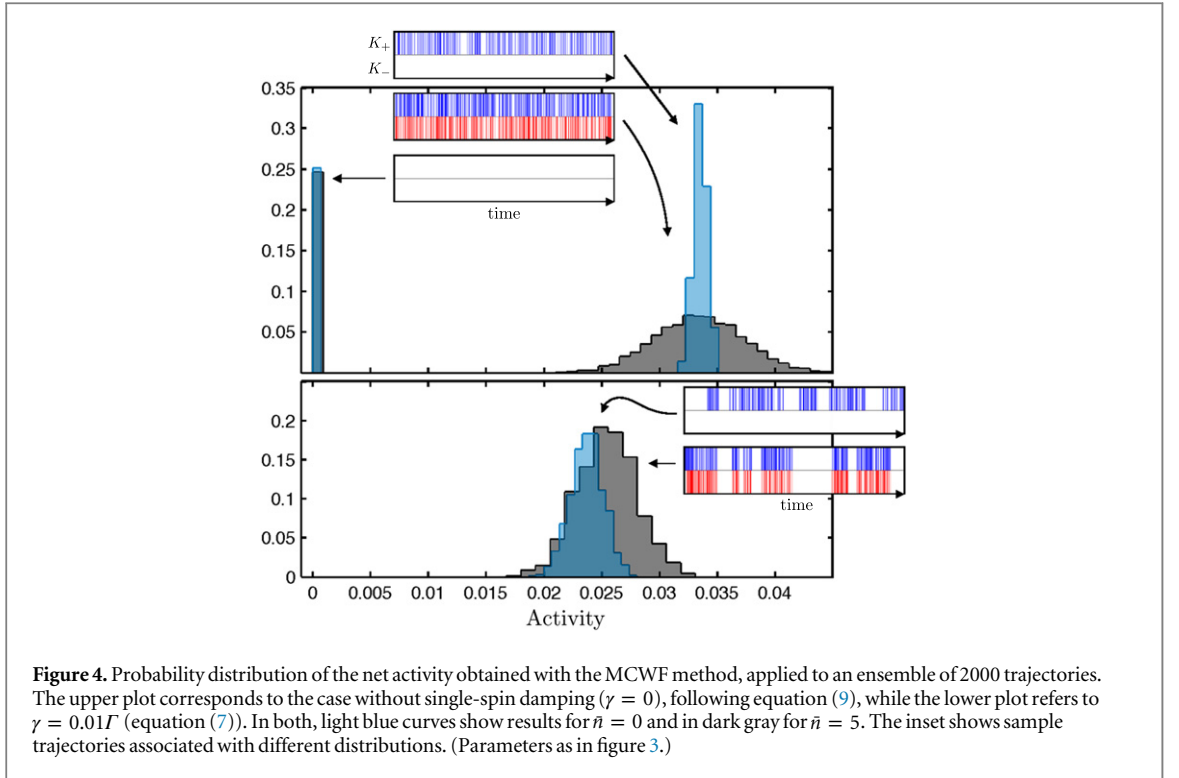 K+
K−
0.35
0.3
0.25
0.2
0.15
0.1
0.05
time
0.2
0.15
0.1
0.05
0
time
0 0.005 0.01 0.015 0.02 0.025 0.03 0.035 0.04
Activity
Figure 4. Probability distribution of the net activity obtained with the MCWF method, applied to an ensemble of 2000 trajectories.
The upper plot corresponds to the case without single-spin damping (γ = 0), following equation (9), while the lower plot refers to
γ = 0.01Γ (equation (7)). In both, light blue curves show results for n̄ = 0 and in dark gray for n̄ = 5. The inset shows sample
trajectories associated with different distributions. (Parameters as in figure 3.)